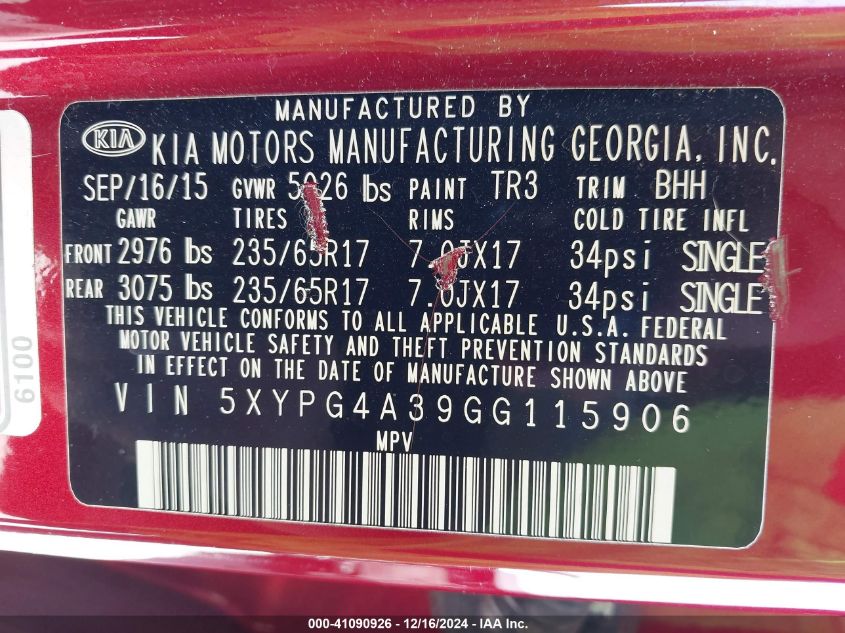 MANUFACTURED BY
KIA KIA MOTORS MANUFACTURING GEORGIA, INC.
SEP/16/15 GVWR 5026 lbs PAINT TR3 TRIM BHH
GAWR TIRES RIMS COLD TIRE INFL
FRONT 2976 lbs 235/65R17 7.0JX17 34psi SINGLE
REAR 3075 lbs 235/65R17 7.0JX17 34psi SINGLE
THIS VEHICLE CONFORMS TO ALL APPLICABLE U.S.A. FEDERAL
MOTOR VEHICLE SAFETY AND THEFT PREVENTION STANDARDS
IN EFFECT ON THE DATE OF MANUFACTURE SHOWN ABOVE
VIN 5XYPG4A39GG115906
MPV
6100
000-41090926 - 12/16/2024 - IAAI.COM